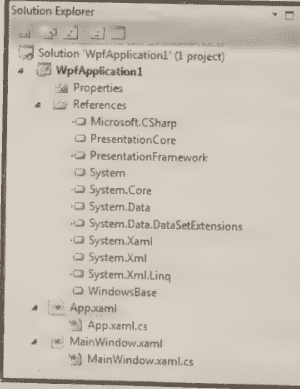 Solution Explorer
Solution 'WpfApplication1' (1 project)
WpfApplication1
Properties
References
Microsoft.CSharp
PresentationCore
PresentationFramework
System
System.Core
System.Data
System.Data.DataSetExtensions
System.Xaml
System.Xml
System.Xml.Linq
WindowsBase
App.xaml
App.xaml.cs
MainWindow.xaml
MainWindow.xaml.cs